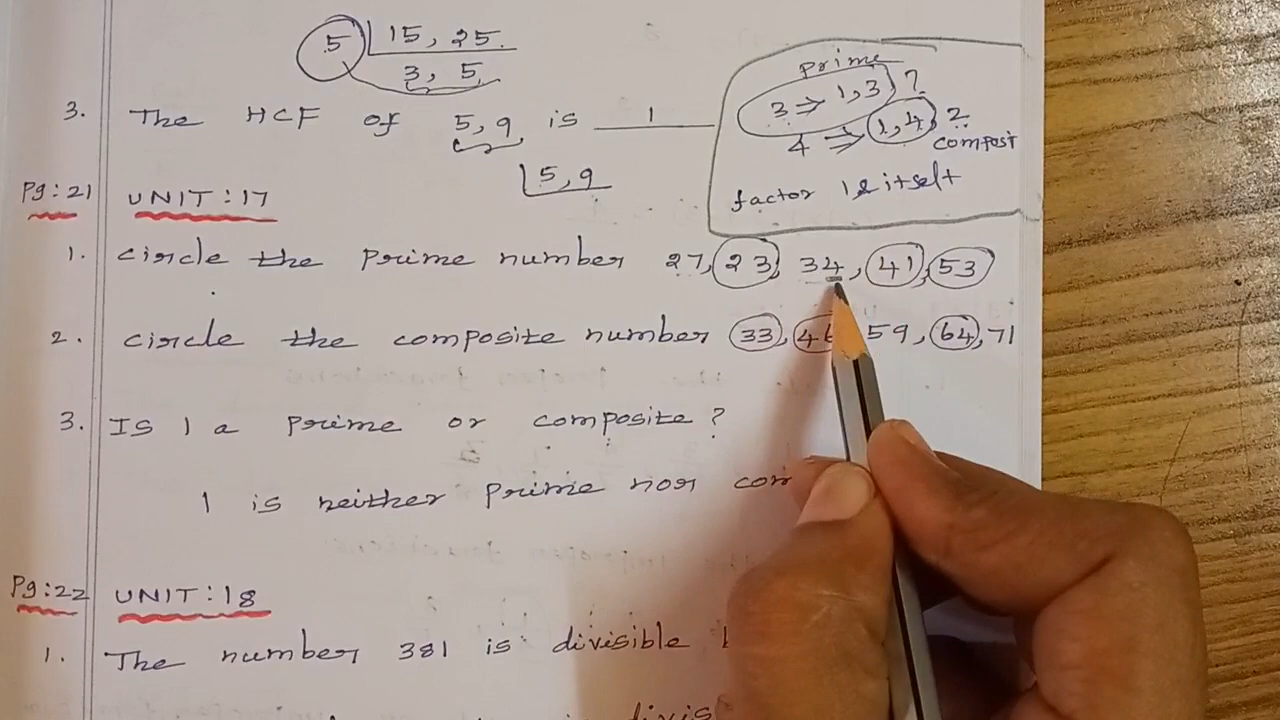 5 15, 25
3, 5
3. The HCF of 5,9 is 1
5,9
prime
3 ⇒ 1,3) ?
4 ⇒ 1,4, 2
compost
factor 1 & itself
Pg:21 UNIT:17
1. circle the prime number 27, 23, 34, 41, 53
2. circle the composite number 33, 46 59, 64, 71
3. Is 1 a prime or composite?
1 is neither prime nor com
Pg:22 UNIT:18
1. The number 381 is divisible
divis